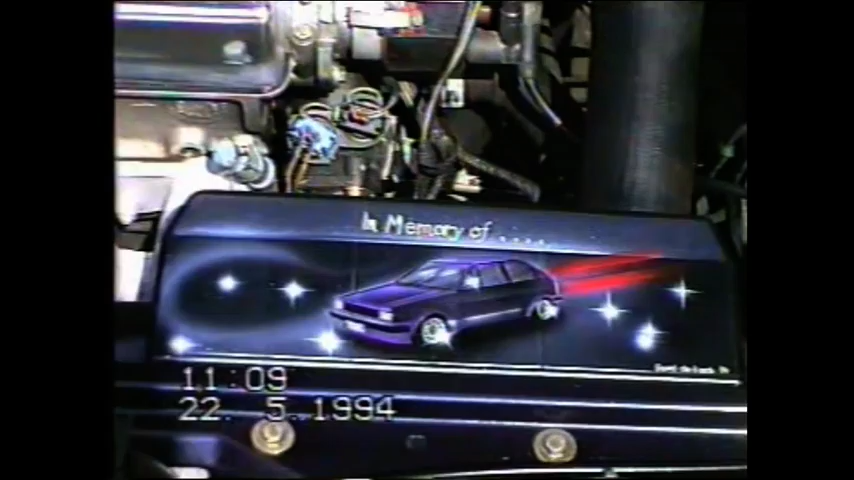 In Memory of ....
11:09
22. 5.1994